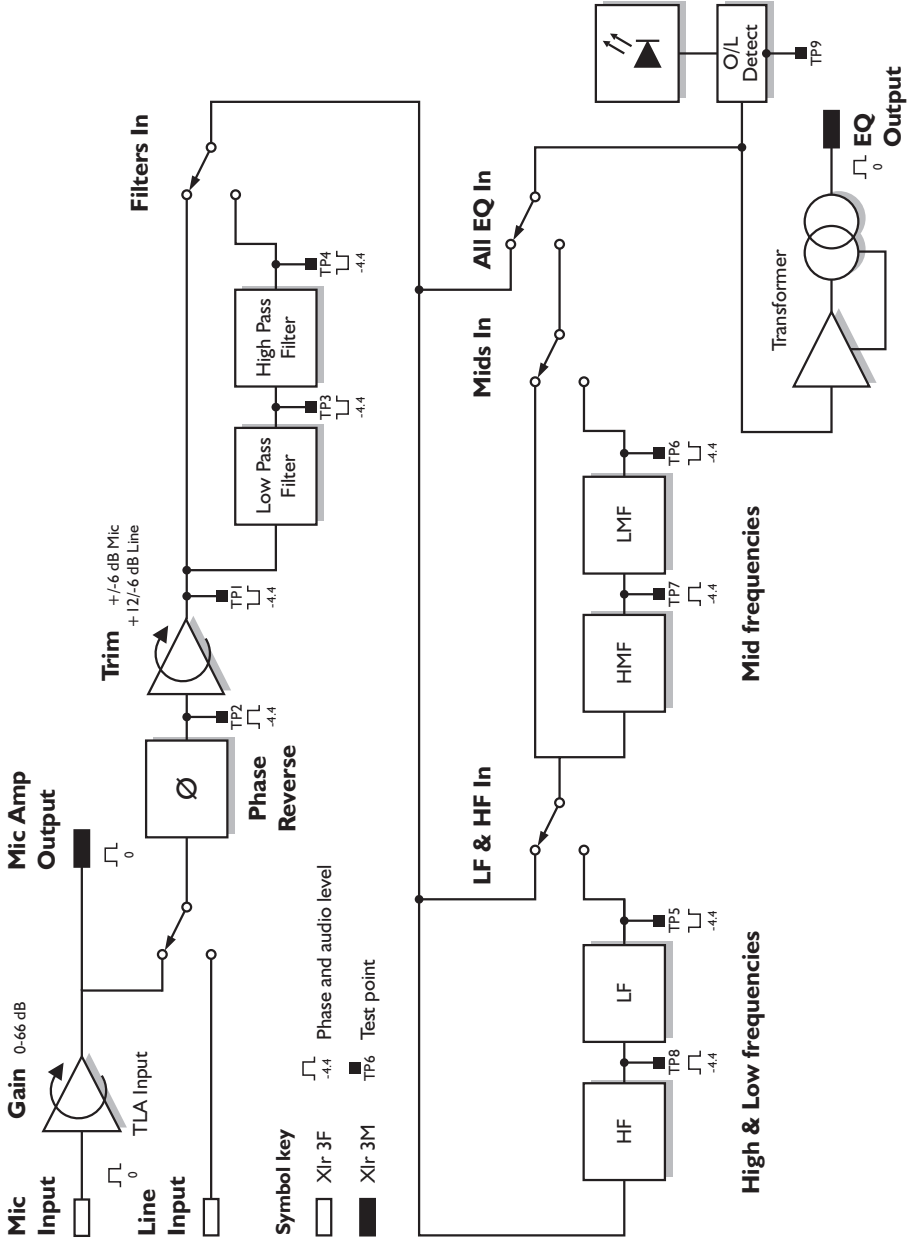 Mic
Input
0
Gain 0-66 dB
TLA Input
Mic Amp
Output
0
Line
Input
Phase
Reverse
Ø
TP2
-4.4
Trim +/-6 dB Mic
+12/-6 dB Line
TP1
-4.4
Low Pass
Filter
TP3
-4.4
High Pass
Filter
TP4
-4.4
Filters In
Symbol key
Xlr 3F
Xlr 3M
-4.4
Phase and audio level
TP6
Test point
HF
TP8
-4.4
LF
TP5
-4.4
High & Low frequencies
LF & HF In
HMF
TP7
-4.4
LMF
TP6
-4.4
Mid frequencies
Mids In
All EQ In
Transformer
0
EQ
Output
O/L
Detect
TP9